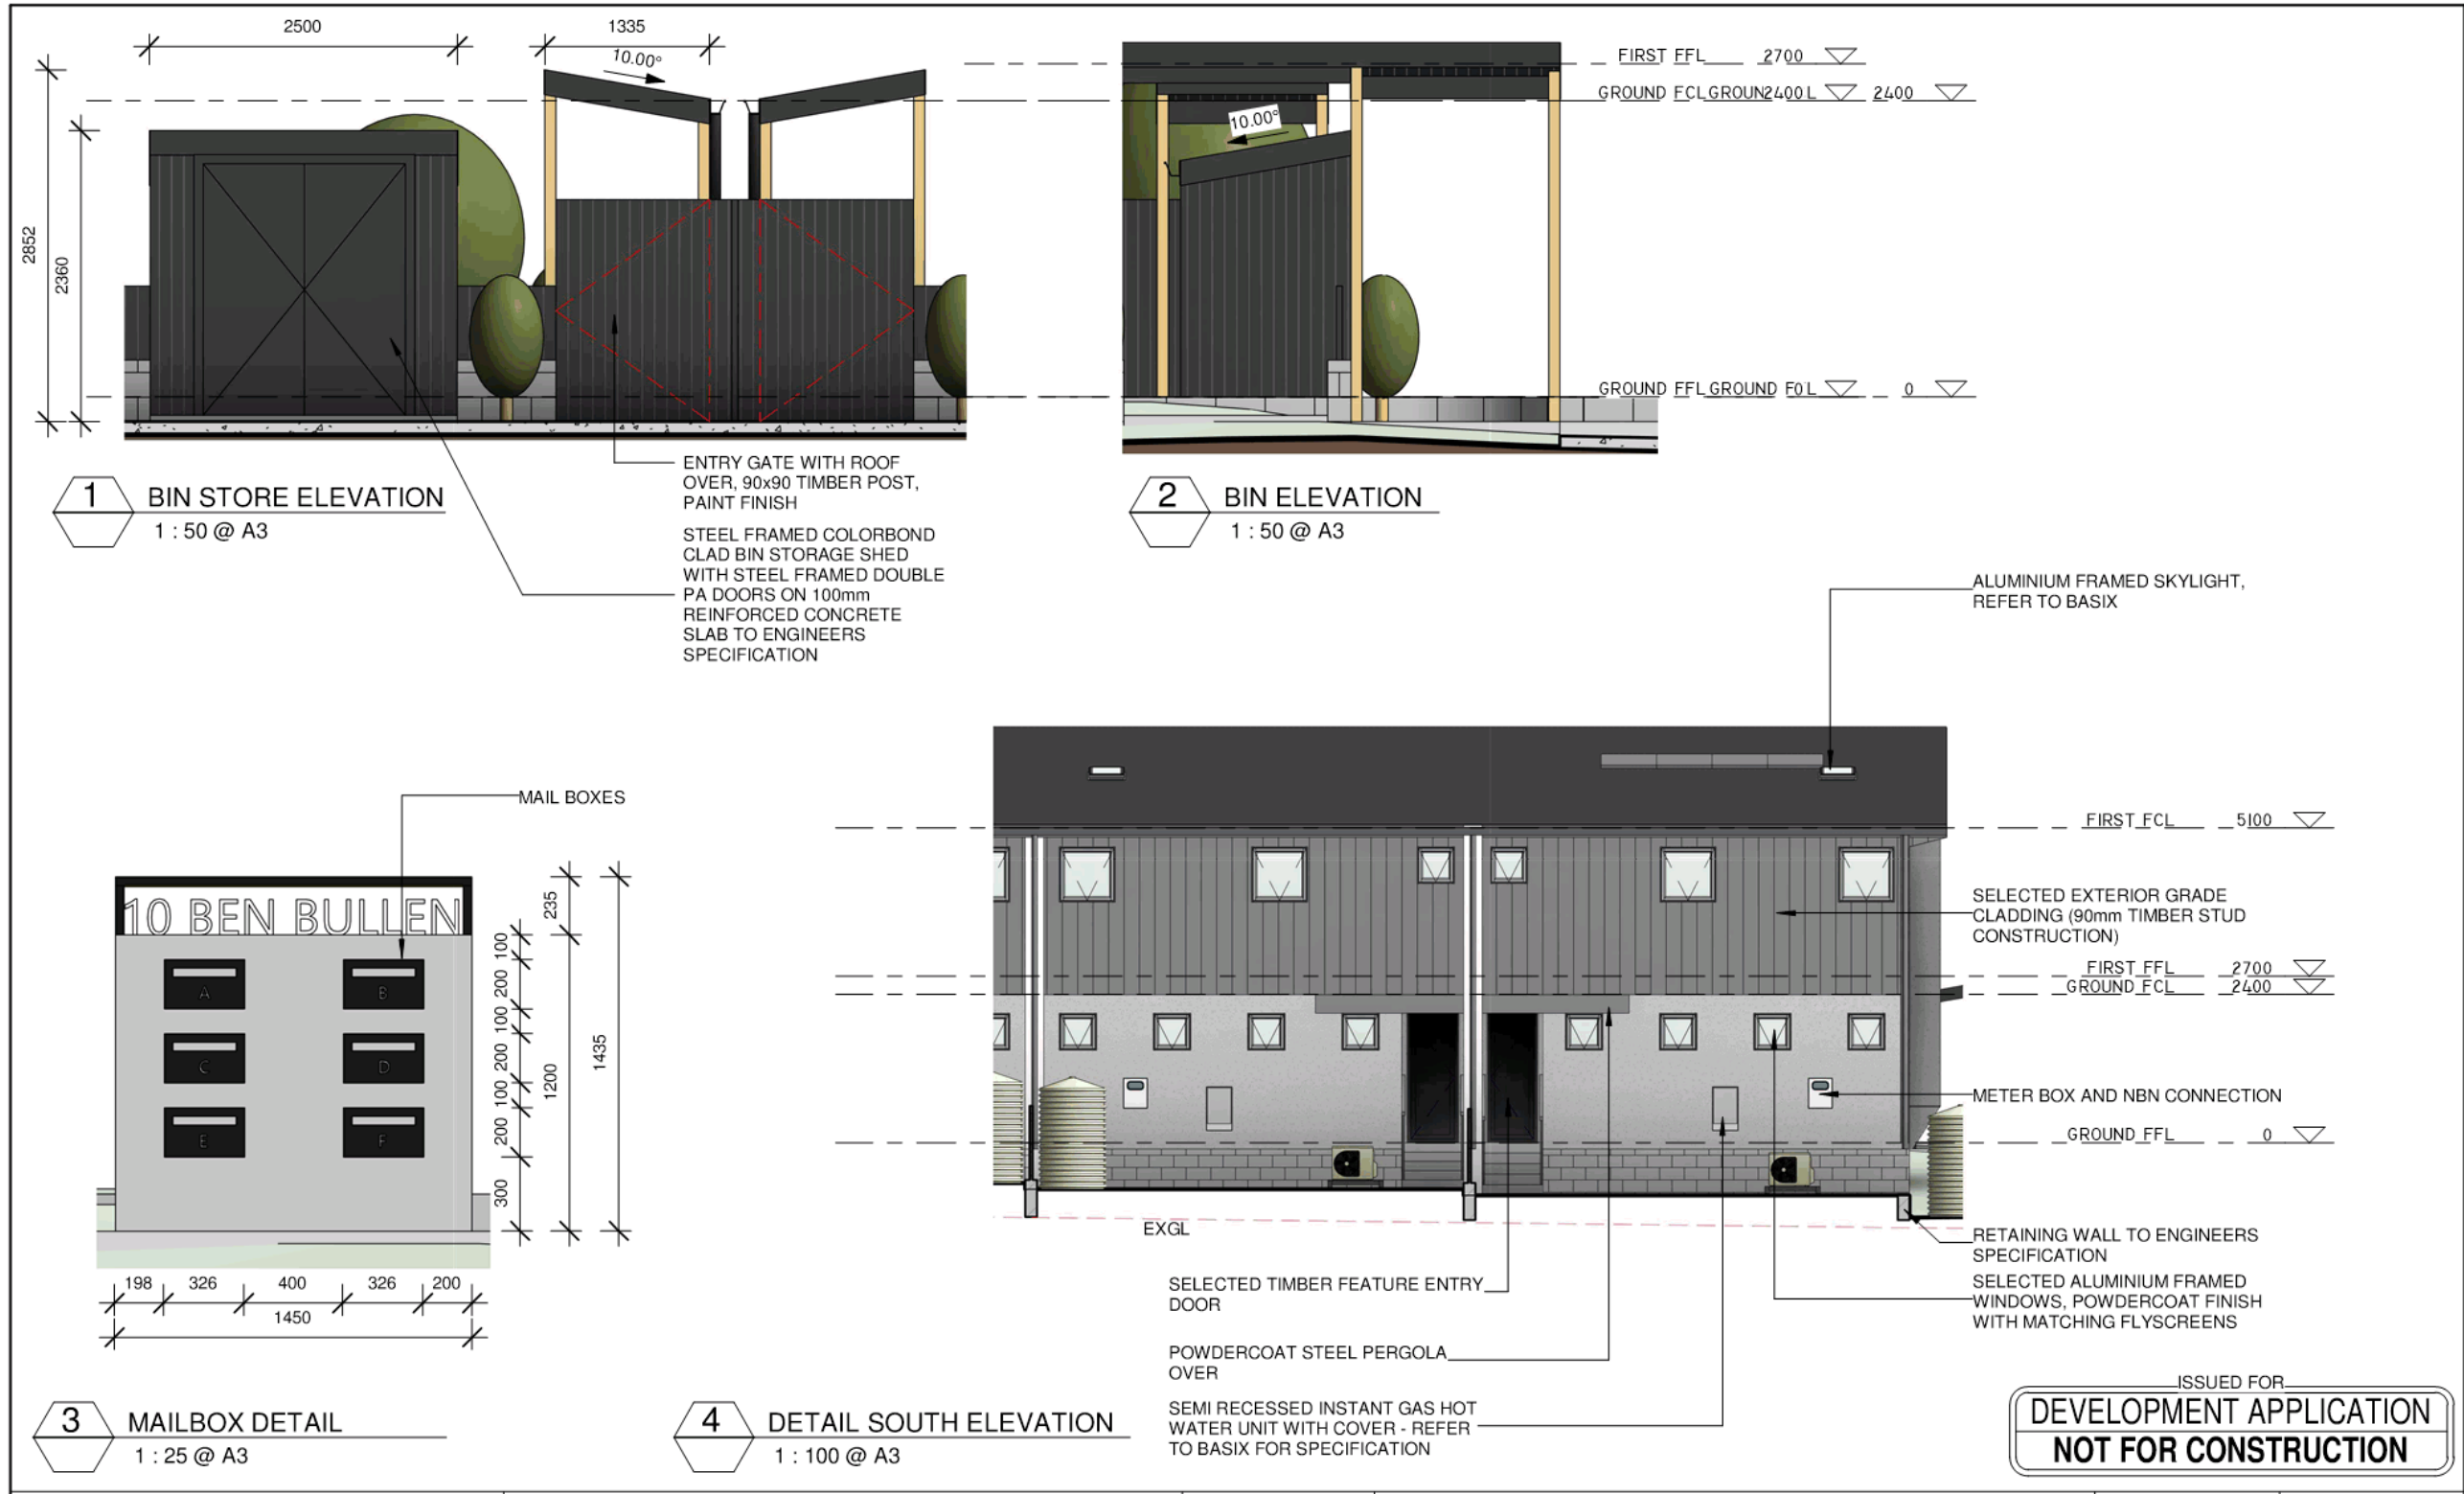 2500
1335
10.00°
2852
2360
ENTRY GATE WITH ROOF
OVER, 90x90 TIMBER POST,
PAINT FINISH
STEEL FRAMED COLORBOND
CLAD BIN STORAGE SHED
WITH STEEL FRAMED DOUBLE
PA DOORS ON 100mm
REINFORCED CONCRETE
SLAB TO ENGINEERS
SPECIFICATION
1 BIN STORE ELEVATION
1 : 50 @ A3
FIRST FFL 2700
GROUND FCL 2400 2400
10.00°
GROUND FFL 0 0
2 BIN ELEVATION
1 : 50 @ A3
MAIL BOXES
10 BEN BULLEN
A B
C D
E F
235
100
200
100
200
100
200
300
1200
1435
198 326 400 326 200
1450
3 MAILBOX DETAIL
1 : 25 @ A3
ALUMINIUM FRAMED SKYLIGHT,
REFER TO BASIX
FIRST FCL 5100
SELECTED EXTERIOR GRADE
CLADDING (90mm TIMBER STUD
CONSTRUCTION)
FIRST FFL 2700
GROUND FCL 2400
METER BOX AND NBN CONNECTION
GROUND FFL 0
RETAINING WALL TO ENGINEERS
SPECIFICATION
SELECTED ALUMINIUM FRAMED
WINDOWS, POWDERCOAT FINISH
WITH MATCHING FLYSCREENS
EXGL
SELECTED TIMBER FEATURE ENTRY
DOOR
POWDERCOAT STEEL PERGOLA
OVER
SEMI RECESSED INSTANT GAS HOT
WATER UNIT WITH COVER - REFER
TO BASIX FOR SPECIFICATION
4 DETAIL SOUTH ELEVATION
1 : 100 @ A3
ISSUED FOR
DEVELOPMENT APPLICATION
NOT FOR CONSTRUCTION